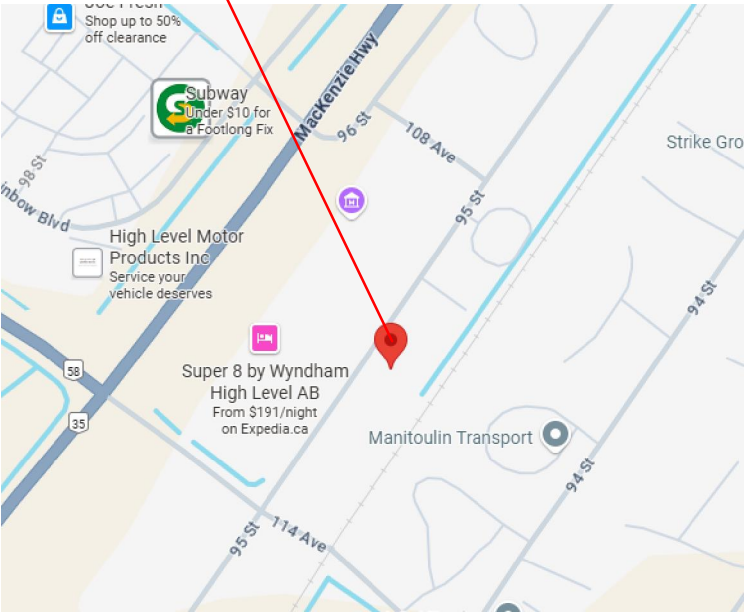 Joe Fresh
Shop up to 50%
off clearance
MacKenzie Hwy
Subway
Under $10 for
a Footlong Fix
96 St
108 Ave
Strike Gro
98 St
nbow Blvd
95 St
High Level Motor
Products Inc
Service your
vehicle deserves
94 St
58
Super 8 by Wyndham
High Level AB
From $191/night
on Expedia.ca
35
Manitoulin Transport
94 St
95 St
114 Ave